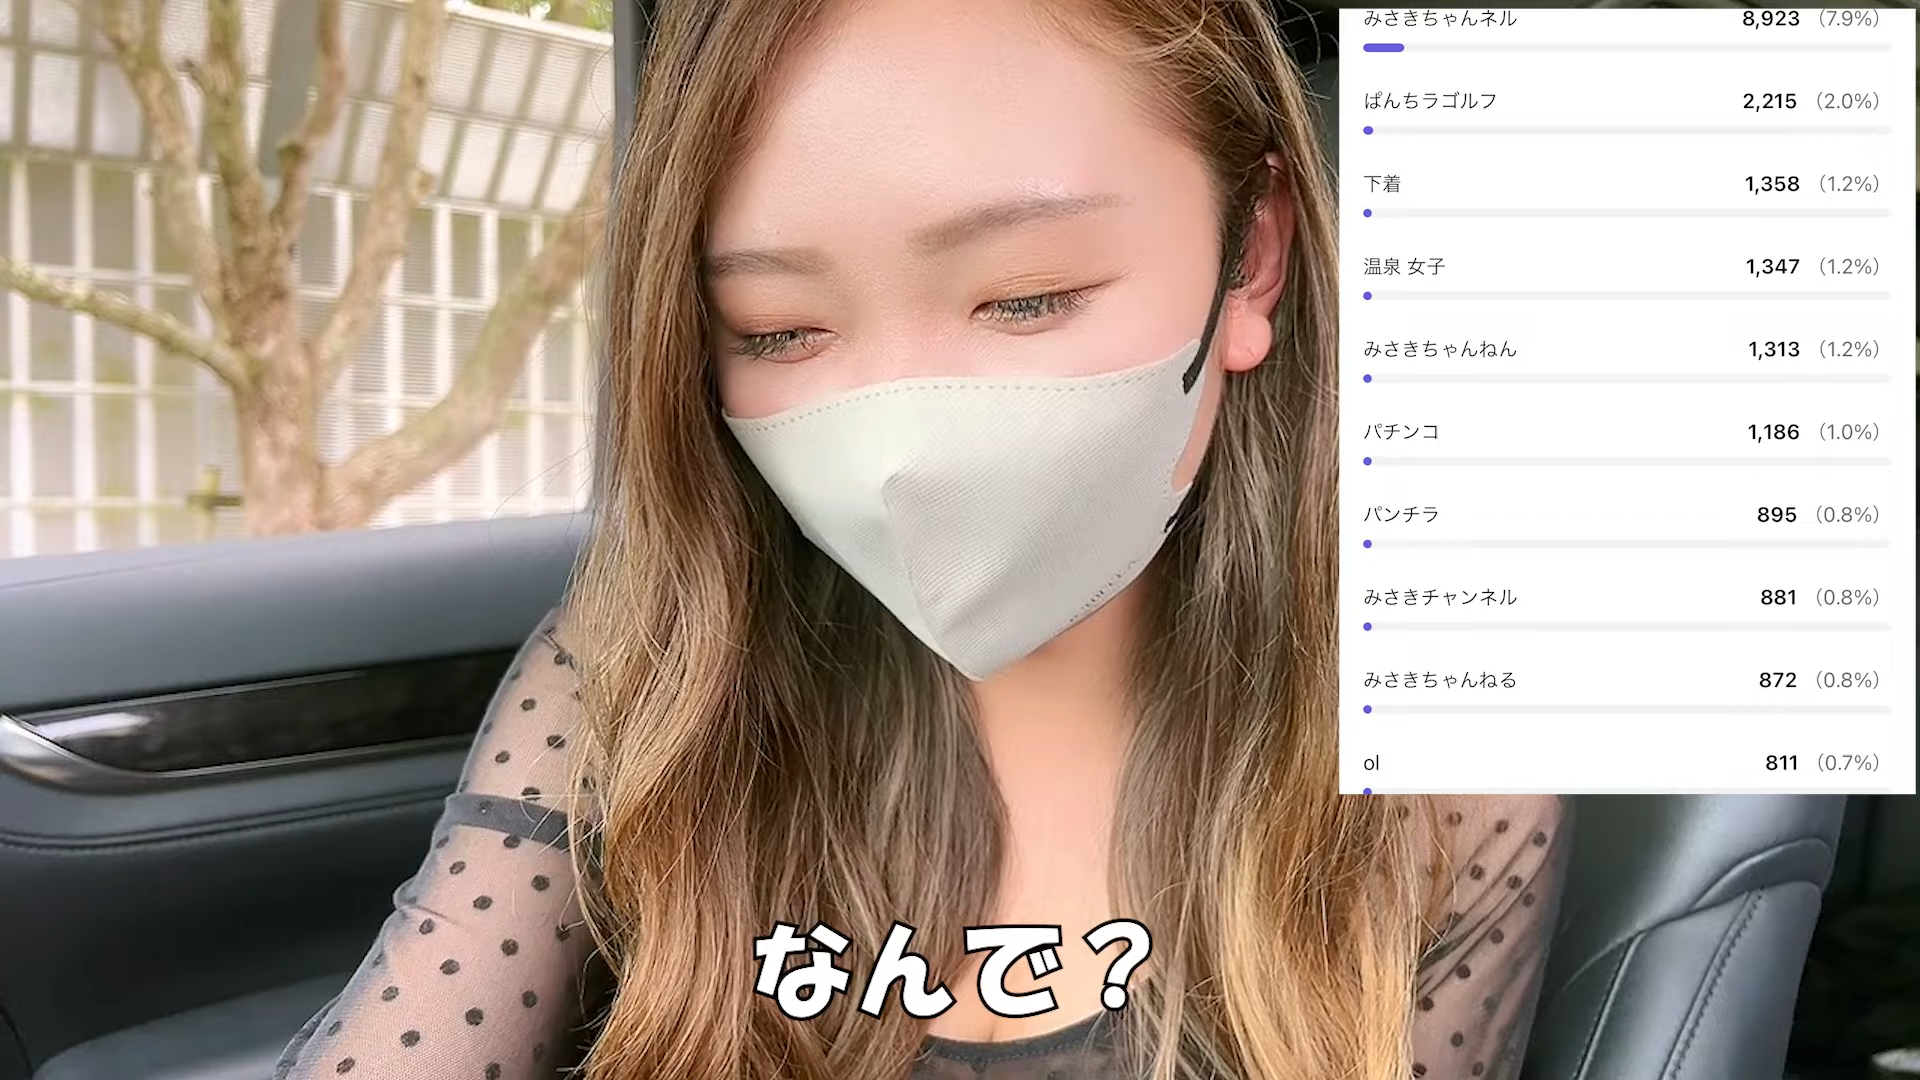 みさきちゃんネル 8,923 (7.9%)
ぱんちラゴルフ 2,215 (2.0%)
下着 1,358 (1.2%)
温泉 女子 1,347 (1.2%)
みさきちゃんねん 1,313 (1.2%)
パチンコ 1,186 (1.0%)
パンチラ 895 (0.8%)
みさきチャンネル 881 (0.8%)
みさきちゃんねる 872 (0.8%)
ol 811 (0.7%)
なんで？